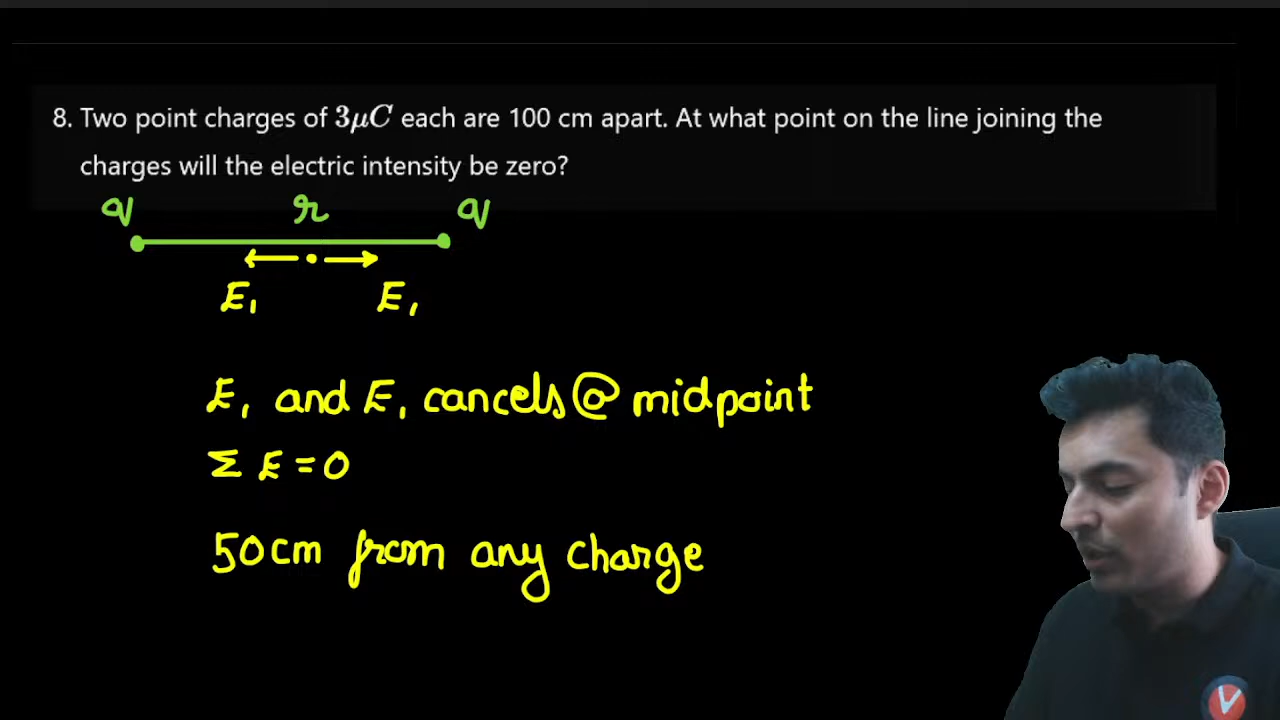 8. Two point charges of 3μC each are 100 cm apart. At what point on the line joining the
charges will the electric intensity be zero?
q r q
E₁ E₁
E₁ and E₁ cancels @ midpoint
Σ E = 0
50cm from any charge
V